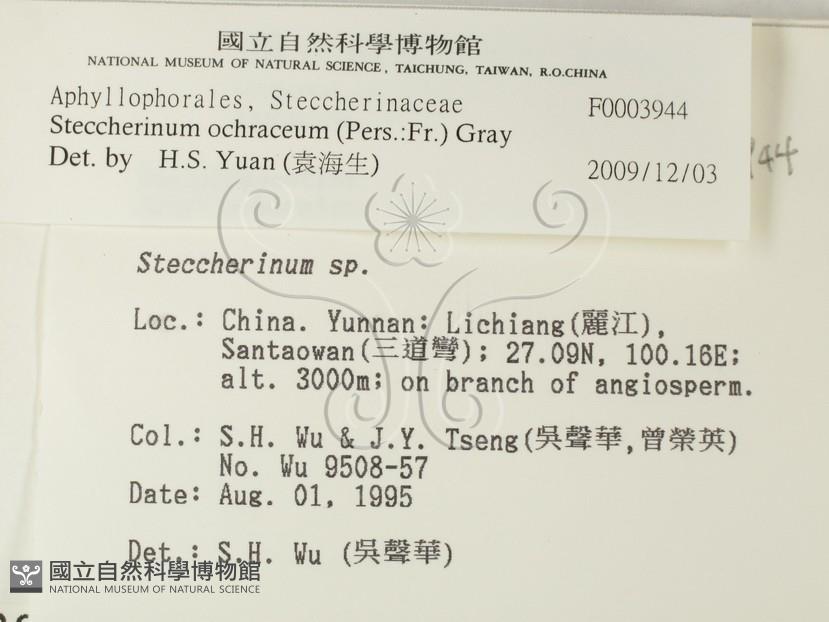 國立自然科學博物館
NATIONAL MUSEUM OF NATURAL SCIENCE, TAICHUNG, TAIWAN, R.O.CHINA
Aphyllophorales, Steccherinaceae F0003944
Steccherinum ochraceum (Pers.:Fr.) Gray
Det. by H.S. Yuan (袁海生) 2009/12/03
944
Steccherinum sp.
Loc.: China. Yunnan: Lichiang(麗江),
Santaowan(三道彎); 27.09N, 100.16E;
alt. 3000m; on branch of angiosperm.
Col.: S.H. Wu & J.Y. Tseng(吳聲華,曾榮英)
No. Wu 9508-57
Date: Aug. 01, 1995
Det.: S.H. Wu (吳聲華)
國立自然科學博物館
NATIONAL MUSEUM OF NATURAL SCIENCE